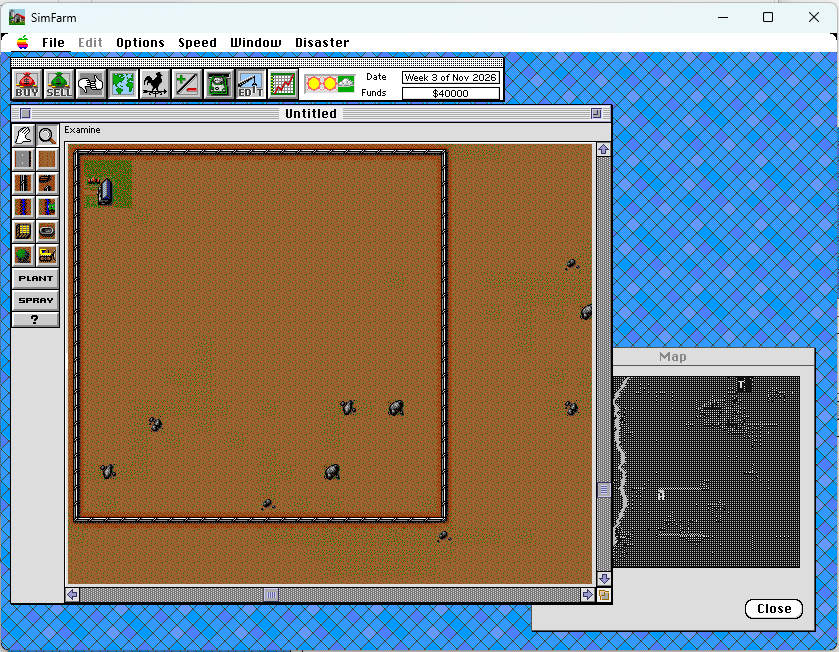 SimFarm
File Edit Options Speed Window Disaster
BUY SELL EDIT
Date Week 3 of Nov 2026
Funds $40000
Untitled
Examine
PLANT
SPRAY
?
Map
T
Close